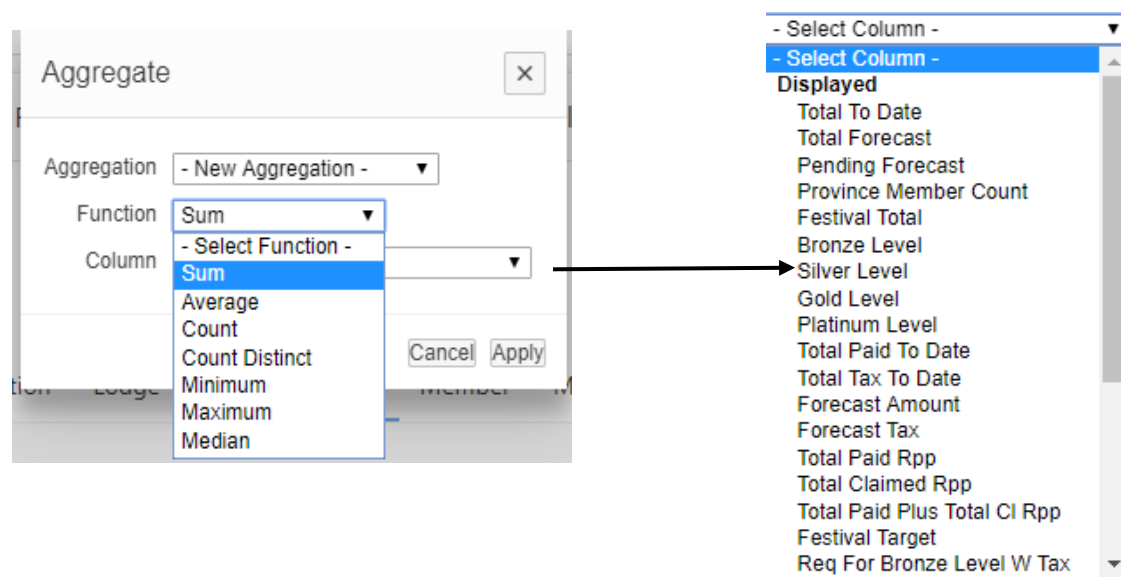 Aggregate
Aggregation - New Aggregation -
Function Sum
- Select Function -
Column
Sum
Average
Count
Count Distinct
Minimum
Maximum
Median
Cancel Apply
- Select Column -
- Select Column -
Displayed
Total To Date
Total Forecast
Pending Forecast
Province Member Count
Festival Total
Bronze Level
Silver Level
Gold Level
Platinum Level
Total Paid To Date
Total Tax To Date
Forecast Amount
Forecast Tax
Total Paid Rpp
Total Claimed Rpp
Total Paid Plus Total Cl Rpp
Festival Target
Req For Bronze Level W Tax